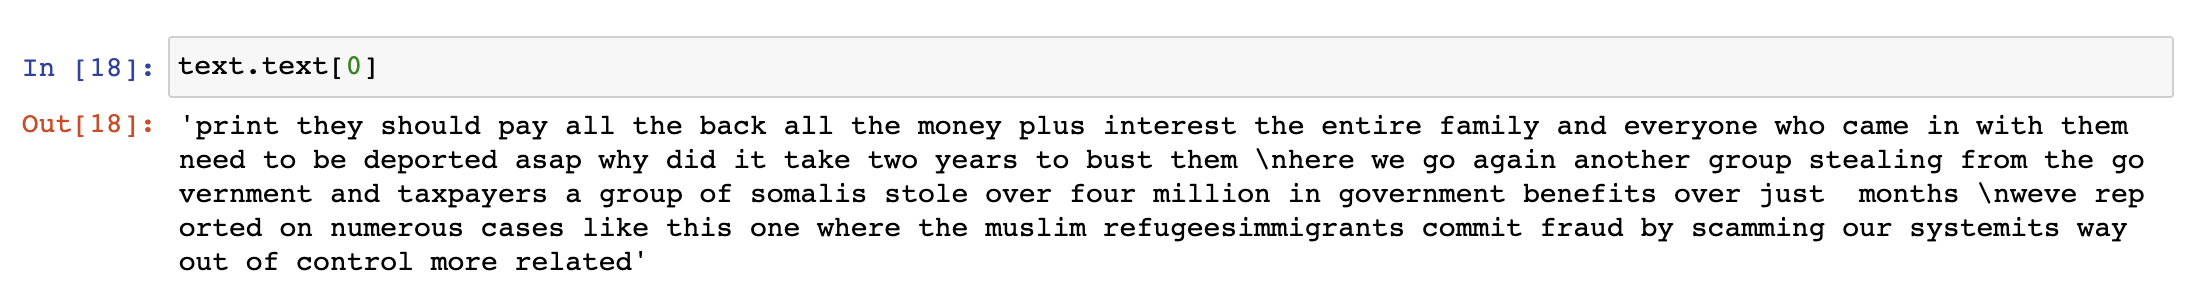 In [18]: text.text[0]
Out[18]: 'print they should pay all the back all the money plus interest the entire family and everyone who came in with them
need to be deported asap why did it take two years to bust them \nhere we go again another group stealing from the go
vernment and taxpayers a group of somalis stole over four million in government benefits over just  months \nweve rep
orted on numerous cases like this one where the muslim refugeesimmigrants commit fraud by scamming our systemits way
out of control more related'